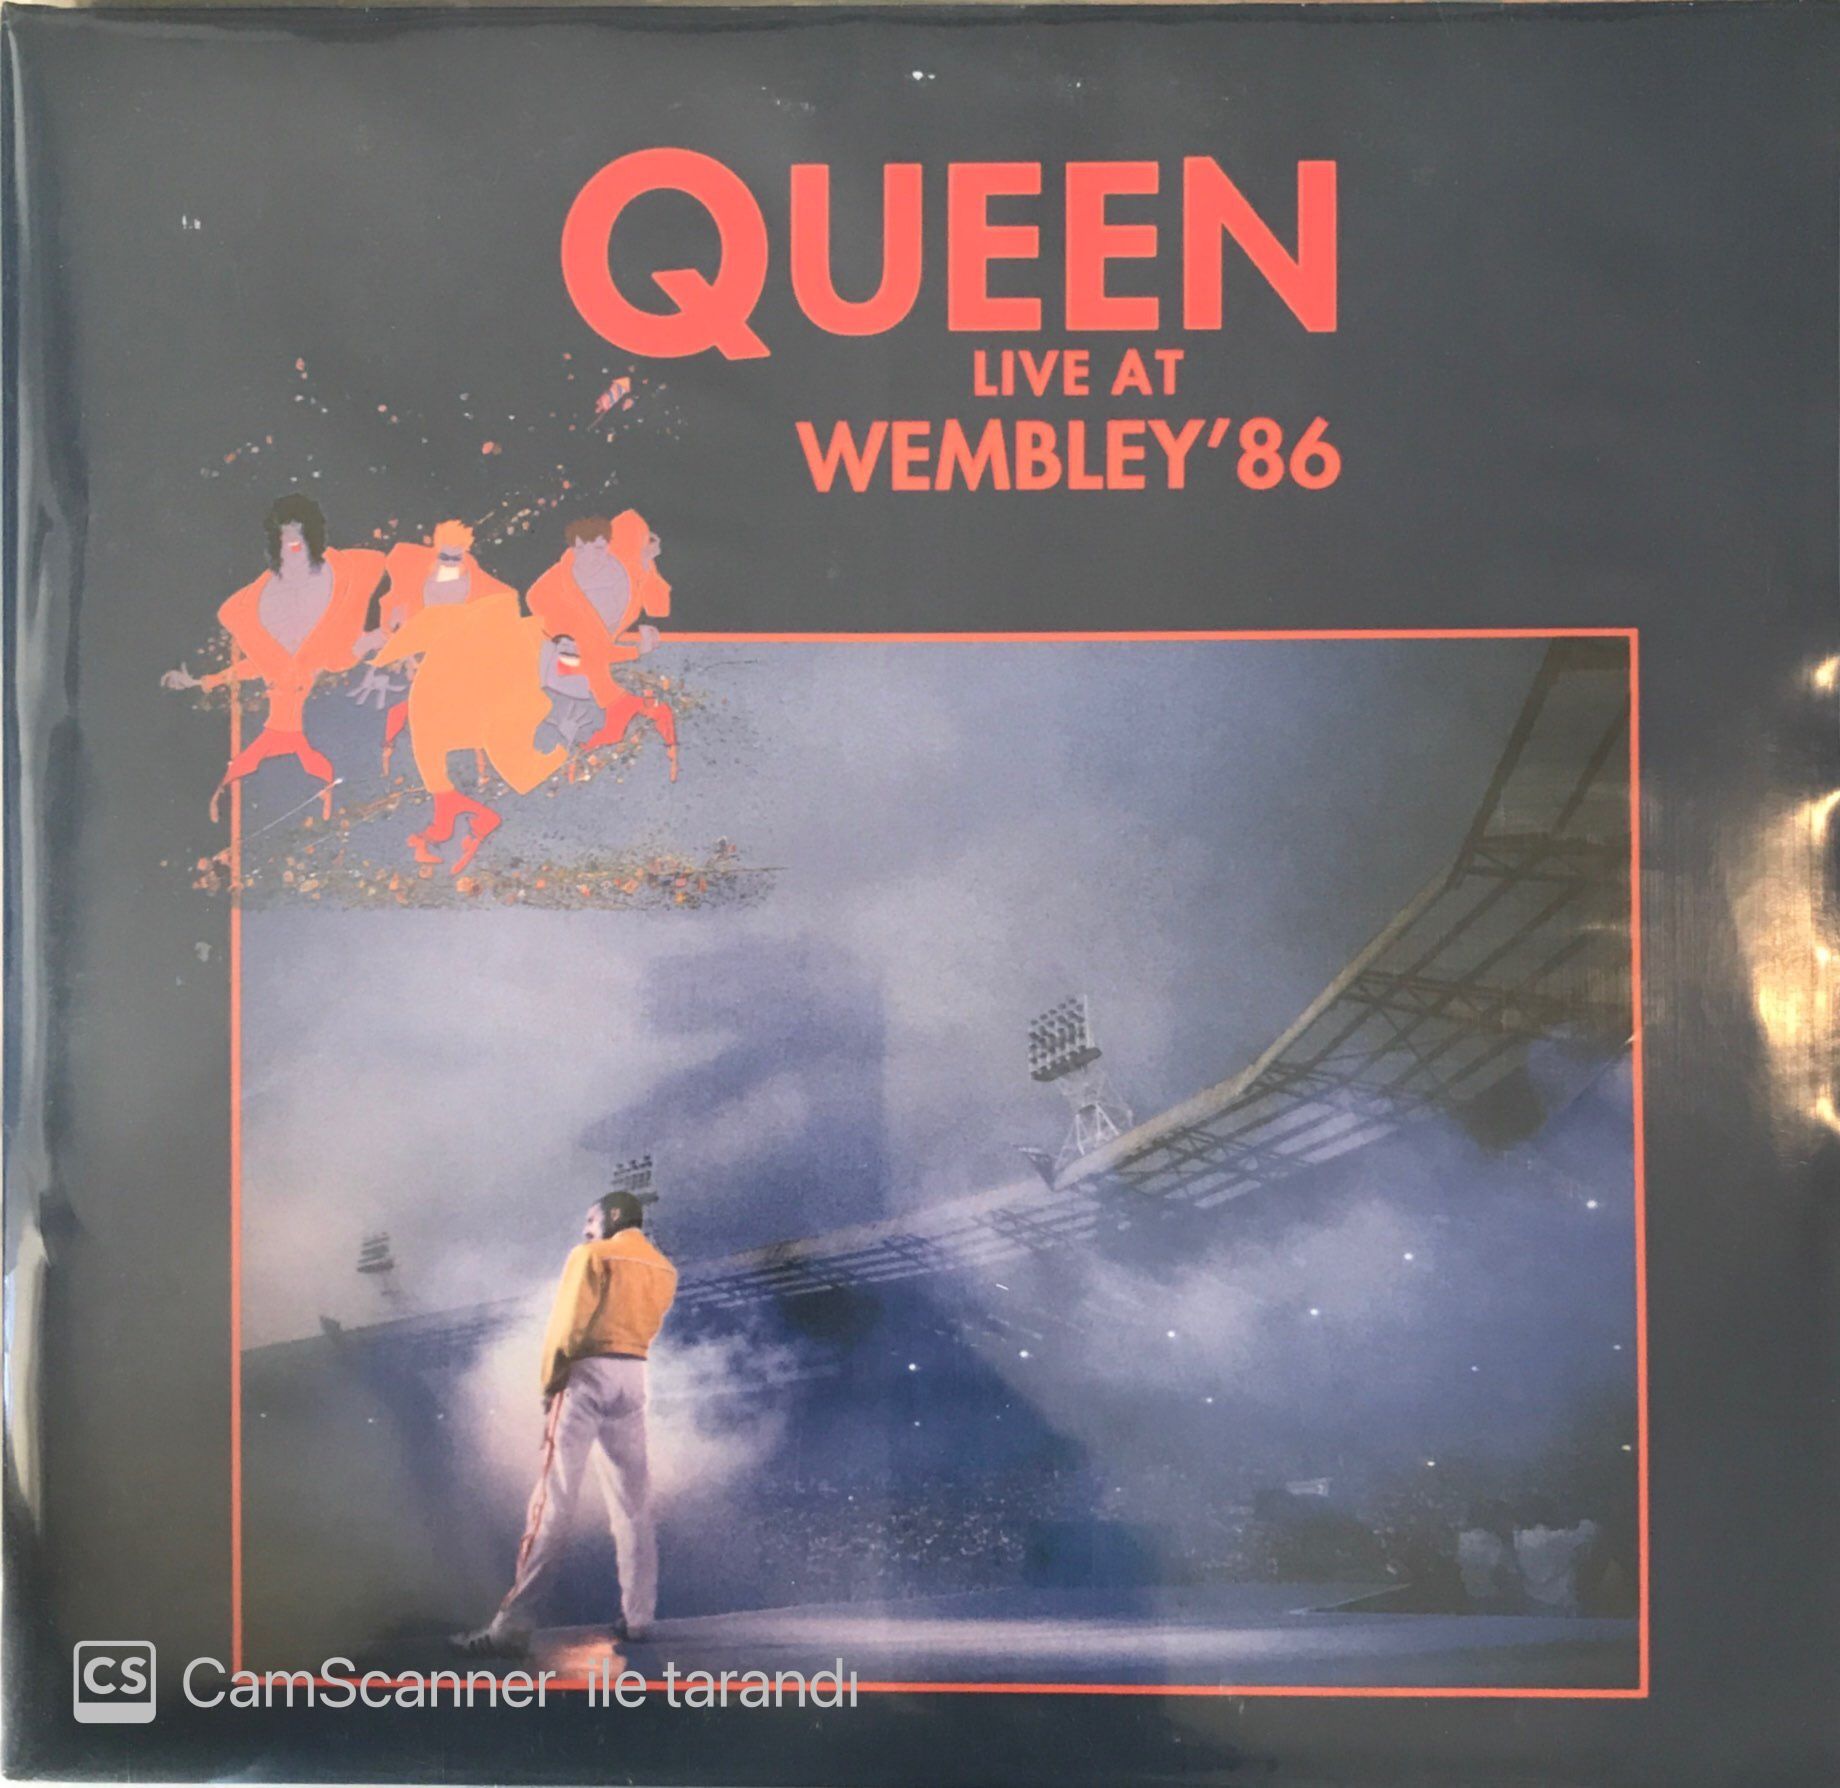 QUEEN
LIVE AT
WEMBLEY'86
CS CamScanner ile tarandı